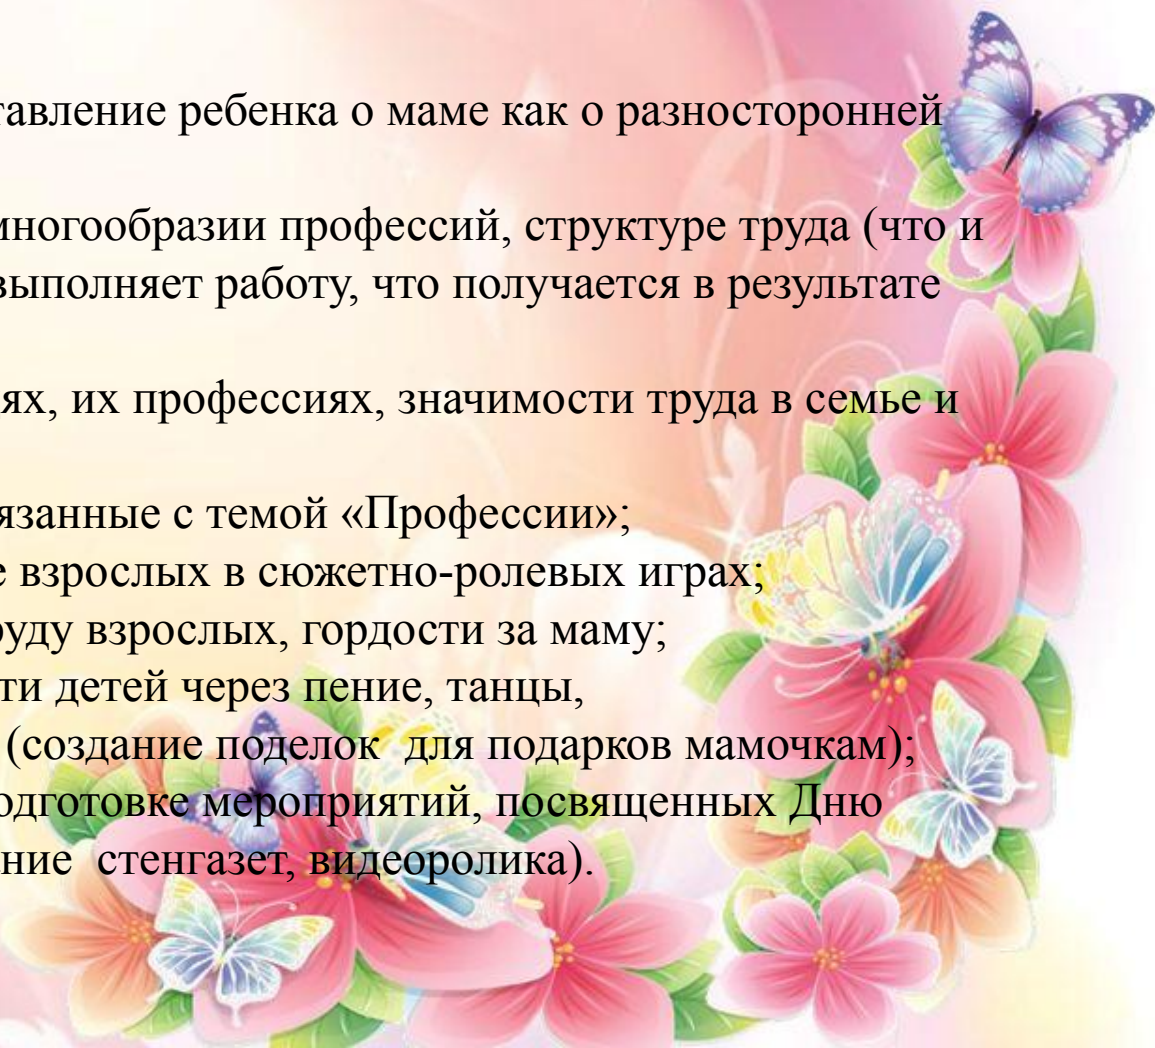 тавление ребенка о маме как о разносторонней
многообразии профессий, структуре труда (что и
выполняет работу, что получается в результате
ях, их профессиях, значимости труда в семье и
язанные с темой «Профессии»;
е взрослых в сюжетно-ролевых играх;
руду взрослых, гордости за маму;
ти детей через пение, танцы,
(создание поделок для подарков мамочкам);
одготовке мероприятий, посвященных Дню
ние стенгазет, видеоролика).